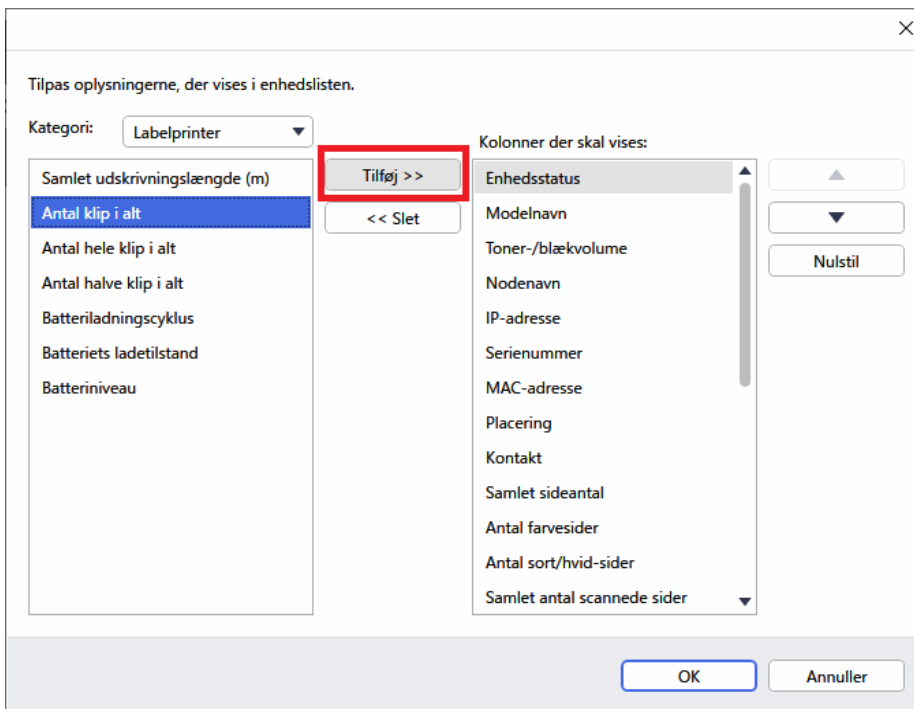 Tilpas oplysningerne, der vises i enhedslisten.
Kategori:
Labelprinter
Samlet udskrivningslængde (m)
Antal klip i alt
Antal hele klip i alt
Antal halve klip i alt
Batteriladningscyklus
Batteriets ladetilstand
Batteriniveau
Tilføj >>
<< Slet
Kolonner der skal vises:
Enhedsstatus
Modelnavn
Toner-/blækvolume
Nodenavn
IP-adresse
Serienummer
MAC-adresse
Placering
Kontakt
Samlet sideantal
Antal farvesider
Antal sort/hvid-sider
Samlet antal scannede sider
Nulstil
OK
Annuller